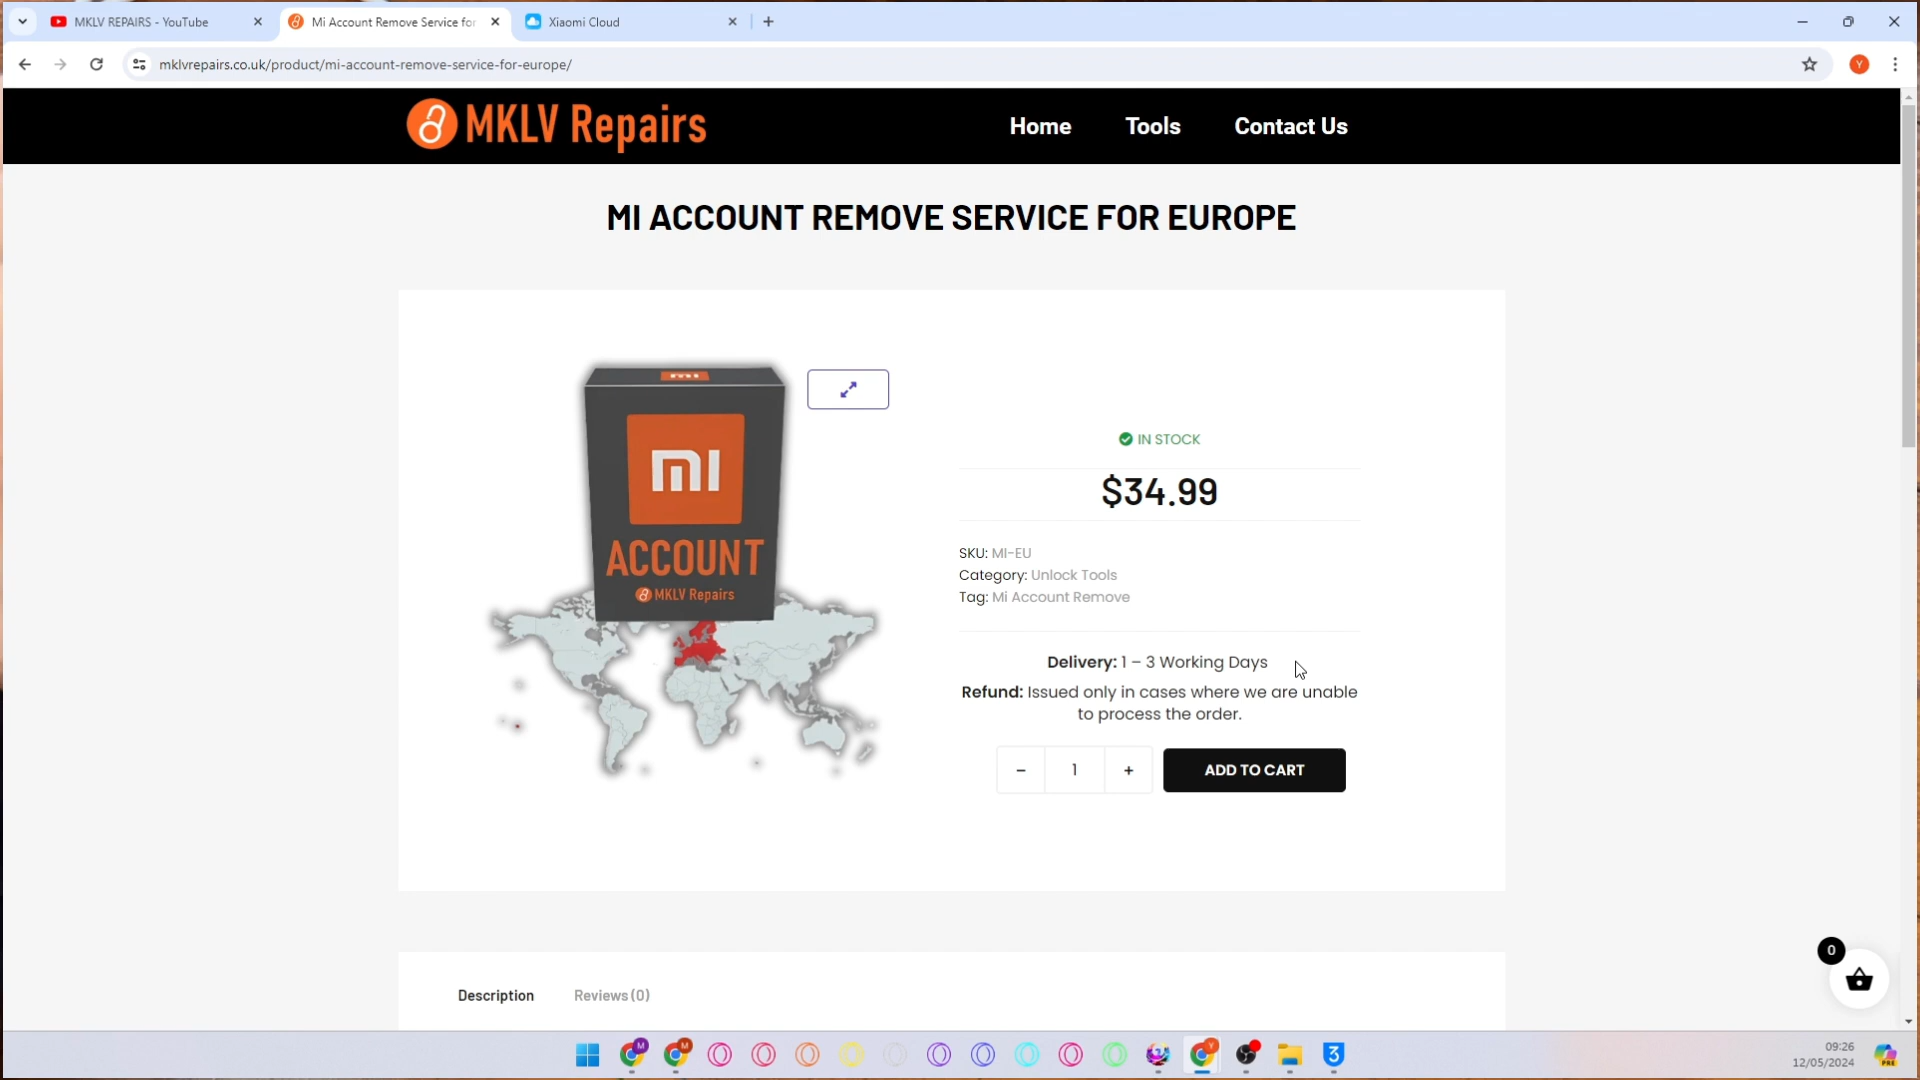 MKLV REPAIRS - YouTube
Mi Account Remove Service for
Xiaomi Cloud
mklvrepairs.co.uk/product/mi-account-remove-service-for-europe/
Y
MKLV Repairs
Home
Tools
Contact Us
MI ACCOUNT REMOVE SERVICE FOR EUROPE
mi
mi
ACCOUNT
MKLV Repairs
IN STOCK
$34.99
SKU: MI-EU
Category: Unlock Tools
Tag: Mi Account Remove
Delivery: 1 – 3 Working Days
Refund: Issued only in cases where we are unable
to process the order.
− 1 +
ADD TO CART
0
Description
Reviews (0)
M
M
Y
3
09:26
12/05/2024
PRE